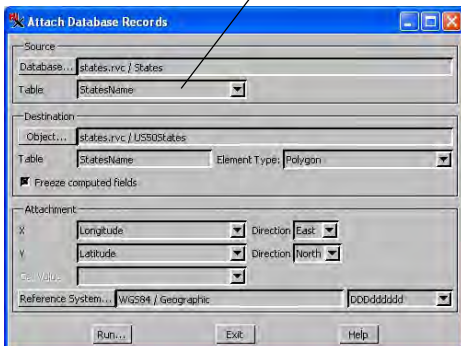 Attach Database Records
Source
Database... states.rvc / States
Table StatesName
Destination
Object... states.rvc / US50States
Table StatesName Element Type: Polygon
Freeze computed fields
Attachment
X Longitude Direction East
Y Latitude Direction North
Cell Value
Reference System... WGS84 / Geographic DDDdddddd
Run... Exit Help